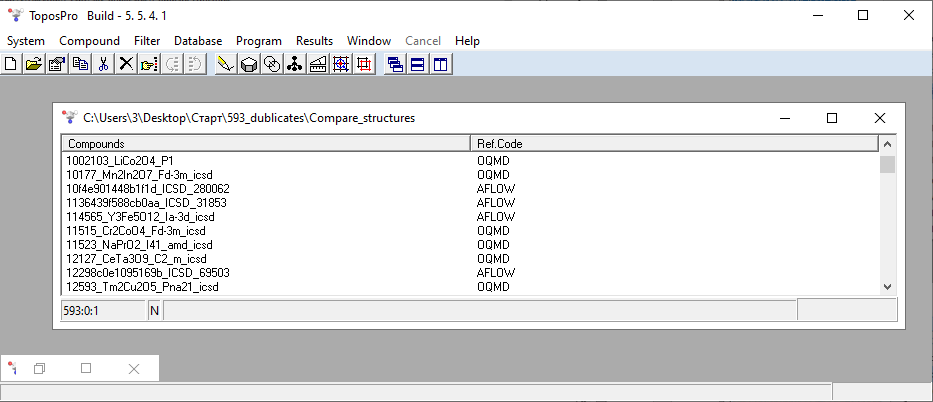 ToposPro Build - 5. 5. 4. 1
System Compound Filter Database Program Results Window Cancel Help
C:\Users\3\Desktop\Старт\593_dublicates\Compare_structures
Compounds Ref.Code
1002103_LiCo2O4_P1 OQMD
10177_Mn2In2O7_Fd-3m_icsd OQMD
10f4e901448b1f1d_ICSD_280062 AFLOW
1136439f588cb0aa_ICSD_31853 AFLOW
114565_Y3Fe5O12_Ia-3d_icsd AFLOW
11515_Cr2CoO4_Fd-3m_icsd OQMD
11523_NaPrO2_I41_amd_icsd OQMD
12127_CeTa3O9_C2_m_icsd OQMD
12298c0e1095169b_ICSD_69503 AFLOW
12593_Tm2Cu2O5_Pna21_icsd OQMD
593:0:1 N